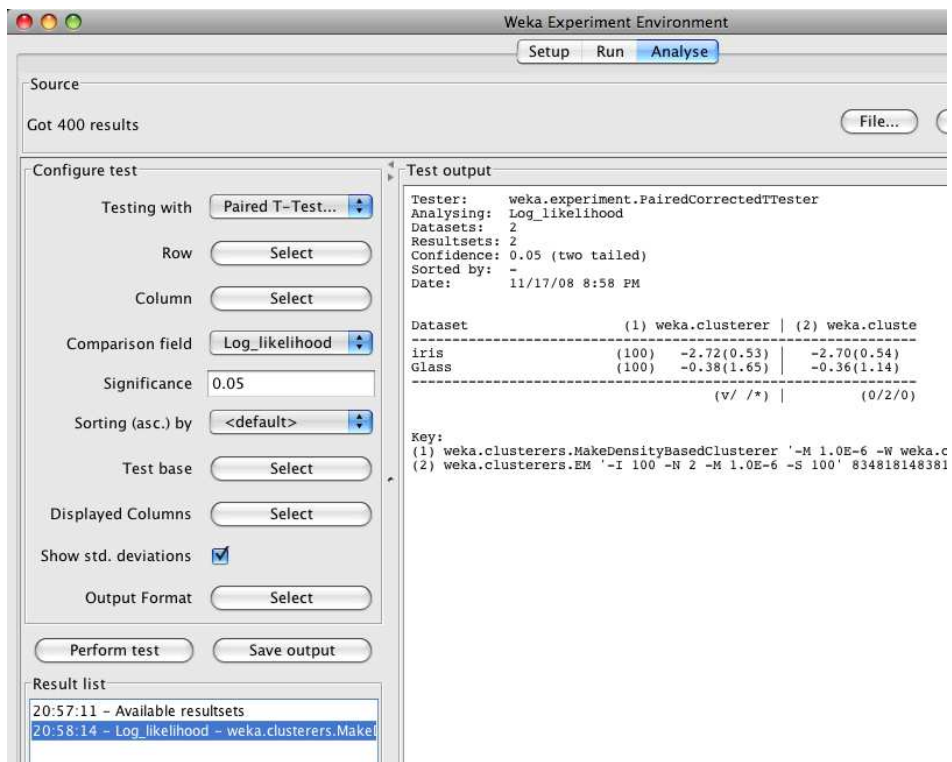 Weka Experiment Environment
Setup Run Analyse
Source
Got 400 results
File...
Configure test
Testing with Paired T-Test...
Row Select
Column Select
Comparison field Log_likelihood
Significance 0.05
Sorting (asc.) by <default>
Test base Select
Displayed Columns Select
Show std. deviations
Output Format Select
Perform test Save output
Result list
20:57:11 – Available resultsets
20:58:14 – Log_likelihood – weka.clusterers.Make
Test output
Tester: weka.experiment.PairedCorrectedTTester
Analysing: Log_likelihood
Datasets: 2
Resultsets: 2
Confidence: 0.05 (two tailed)
Sorted by: -
Date: 11/17/08 8:58 PM
Dataset (1) weka.clusterer | (2) weka.cluste
----------------------------------------------------------------
iris (100) -2.72(0.53) | -2.70(0.54)
Glass (100) -0.38(1.65) | -0.36(1.14)
----------------------------------------------------------------
(v/ /*) | (0/2/0)
Key:
(1) weka.clusterers.MakeDensityBasedClusterer '-M 1.0E-6 -W weka.c
(2) weka.clusterers.EM '-I 100 -N 2 -M 1.0E-6 -S 100' 834818148381